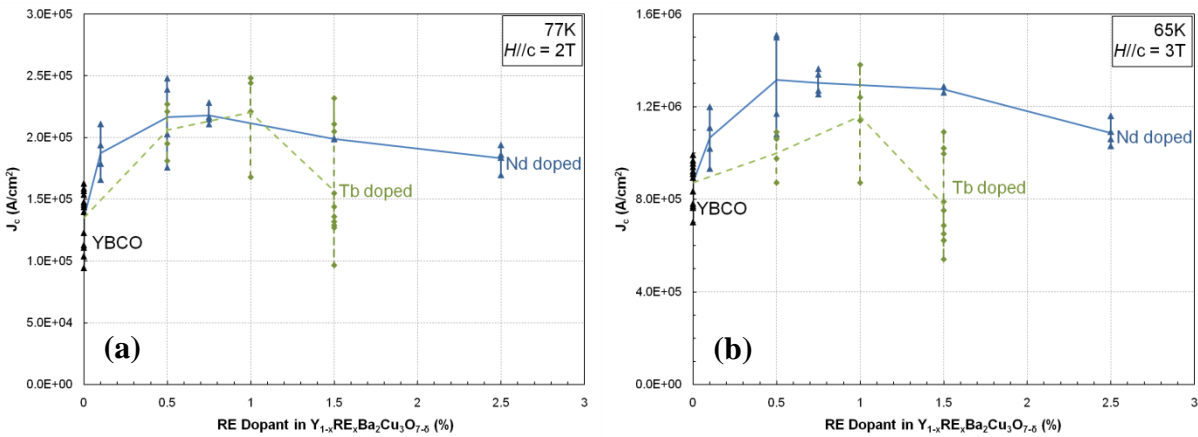 3.0E+05
2.5E+05
2.0E+05
1.5E+05
1.0E+05
5.0E+04
0.0E+00
J_c (A/cm²)
77K
H//c = 2T
Nd doped
Tb doped
YBCO
(a)
0 0.5 1 1.5 2 2.5 3
RE Dopant in Y₁₋ₓREₓBa₂Cu₃O₇₋δ (%)
1.6E+06
1.2E+06
8.0E+05
4.0E+05
0.0E+00
J_c (A/cm²)
65K
H//c = 3T
Nd doped
Tb doped
YBCO
(b)
0 0.5 1 1.5 2 2.5 3
RE Dopant in Y₁₋ₓREₓBa₂Cu₃O₇₋δ (%)